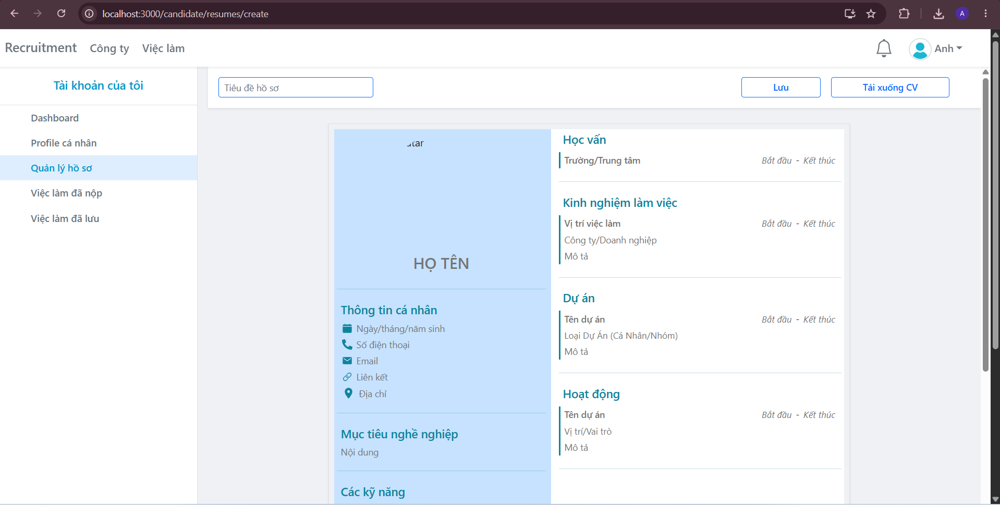 localhost:3000/candidate/resumes/create
A
Recruitment Công ty Việc làm
Anh
Tài khoản của tôi
Dashboard
Profile cá nhân
Quản lý hồ sơ
Việc làm đã nộp
Việc làm đã lưu
Tiêu đề hồ sơ
Lưu
Tải xuống CV
HỌ TÊN
Thông tin cá nhân
Ngày/tháng/năm sinh
Số điện thoại
Email
Liên kết
Địa chỉ
Mục tiêu nghề nghiệp
Nội dung
Các kỹ năng
Học vấn
Trường/Trung tâm Bắt đầu - Kết thúc
Kinh nghiệm làm việc
Vị trí việc làm Bắt đầu - Kết thúc
Công ty/Doanh nghiệp
Mô tả
Dự án
Tên dự án Bắt đầu - Kết thúc
Loại Dự Án (Cá Nhân/Nhóm)
Mô tả
Hoạt động
Tên dự án Bắt đầu - Kết thúc
Vị trí/Vai trò
Mô tả